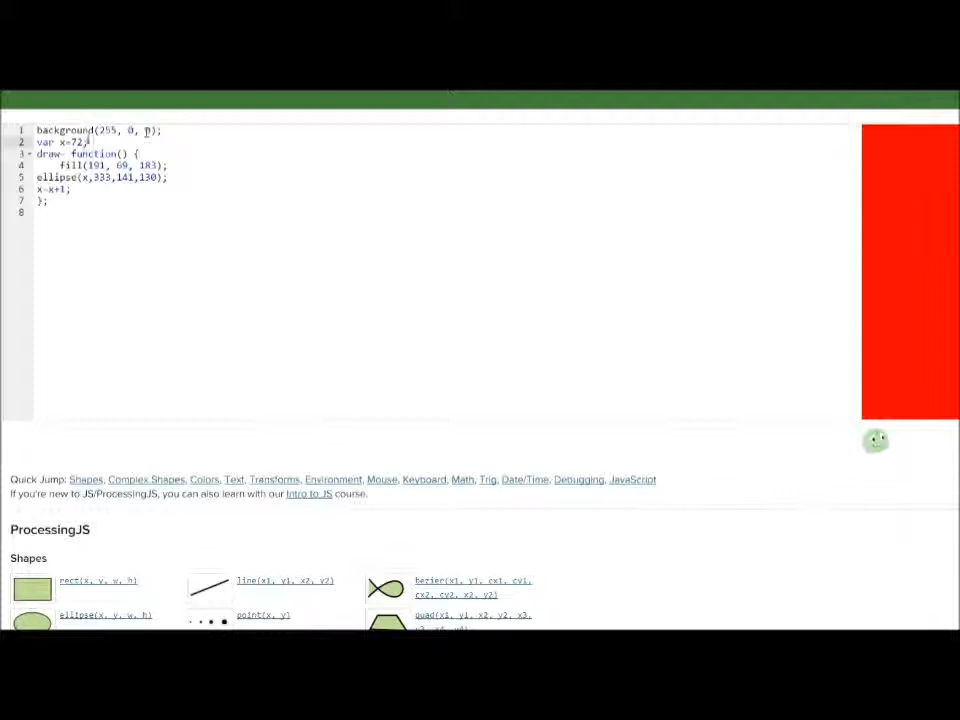 1 background(255, 0, 0);
2 var x=72;
3 draw= function() {
4 fill(191, 69, 183);
5 ellipse(x,333,141,130);
6 x=x+1;
7 };
8
Quick Jump: Shapes, Complex Shapes, Colors, Text, Transforms, Environment, Mouse, Keyboard, Math, Trig, Date/Time, Debugging, JavaScript
If you're new to JS/ProcessingJS, you can also learn with our Intro to JS course.
ProcessingJS
Shapes
rect(x, y, w, h)
line(x1, y1, x2, y2)
bezier(x1, y1, cx1, cy1,
cx2, cy2, x2, y2)
ellipse(x, y, w, h)
point(x, y)
quad(x1, y1, x2, y2, x3,